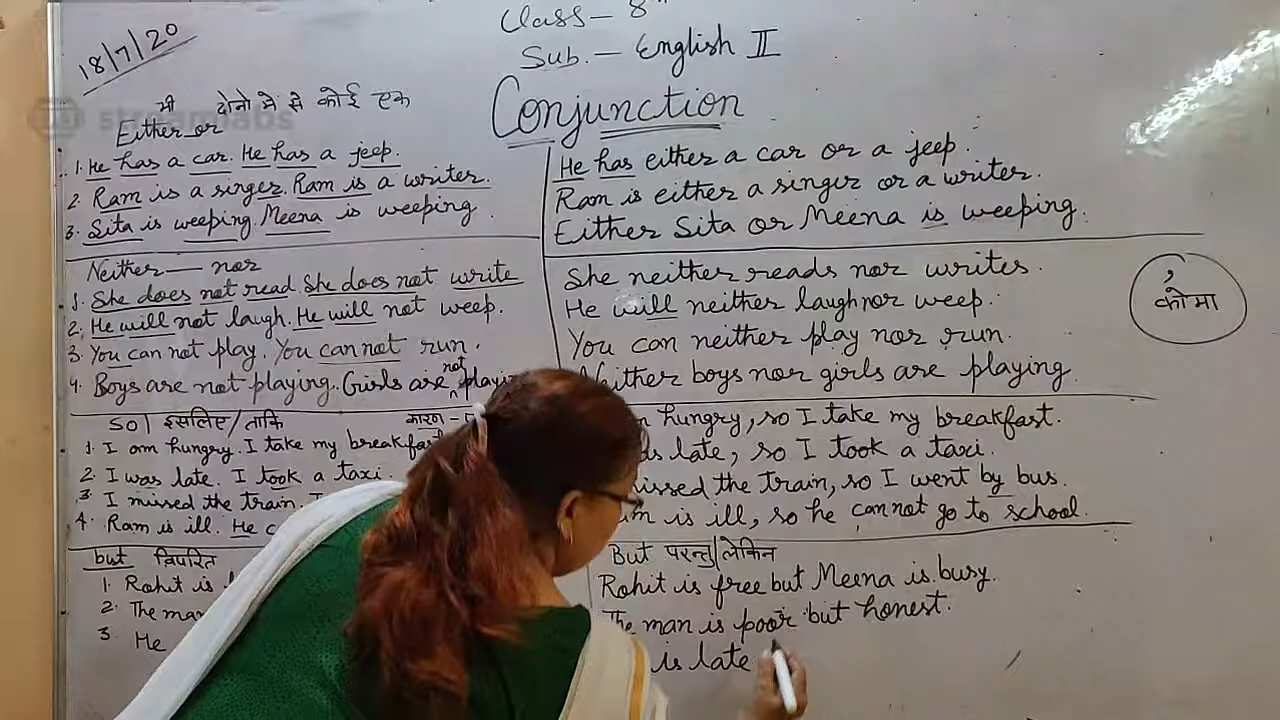 18/7/20
Class - 8
Sub. - English II
Conjunction
भी दोनो मे से कोई एक
Either or
1. He has a car. He has a jeep.
2. Ram is a singer. Ram is a writer.
3. Sita is weeping. Meena is weeping.
He has either a car or a jeep.
Ram is either a singer or a writer.
Either Sita or Meena is weeping.
Neither — nor
1. She does not read. She does not write
2. He will not laugh. He will not weep.
3. You can not play. You can not run.
4. Boys are not playing. Girls are not
She neither reads nor writes.
He will neither laugh nor weep.
You can neither play nor run.
Neither boys nor girls are playing.
,
कोमा
SO | इसलिए / ताकि कारण -
1. I am hungry. I take my breakfast
2. I was late. I took a taxi.
3. I missed the train.
4. Ram is ill. He
hungry, so I take my breakfast.
late, so I took a taxi.
missed the train, so I went by bus.
is ill, so he can not go to school.
but विपरित
1. Rohit is
2. The man
3. He
But परन्तु | लेकिन
Rohit is free but Meena is busy.
The man is poor but honest.
is late